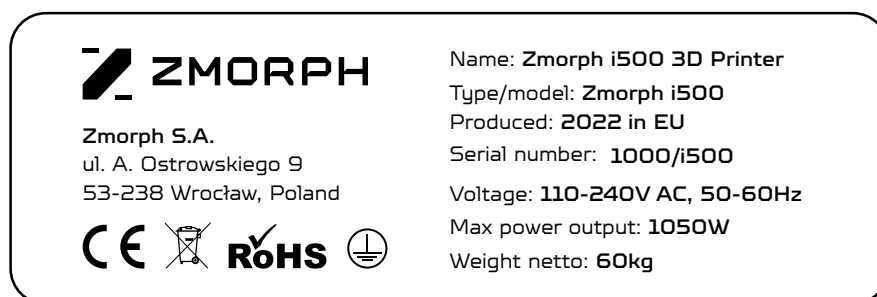 ZMORPH
Zmorph S.A.
ul. A. Ostrowskiego 9
53-238 Wrocław, Poland
CE RoHS
Name: Zmorph i500 3D Printer
Type/model: Zmorph i500
Produced: 2022 in EU
Serial number: 1000/i500
Voltage: 110-240V AC, 50-60Hz
Max power output: 1050W
Weight netto: 60kg